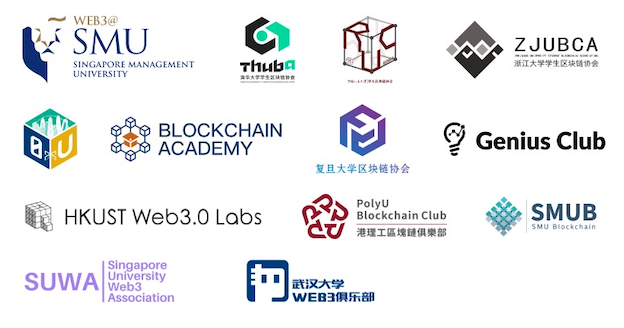 WEB3@
SMU
SINGAPORE MANAGEMENT
UNIVERSITY
THUBA
清华大学学生区块链协会
ZJUBCA
浙江大学学生区块链协会
BLOCKCHAIN
ACADEMY
复旦大学区块链协会
Genius Club
HKUST Web3.0 Labs
PolyU
Blockchain Club
港理工區塊鏈俱樂部
SMUB
SMU Blockchain
SUWA
Singapore
University
Web3
Association
武汉大学
WEB3俱乐部